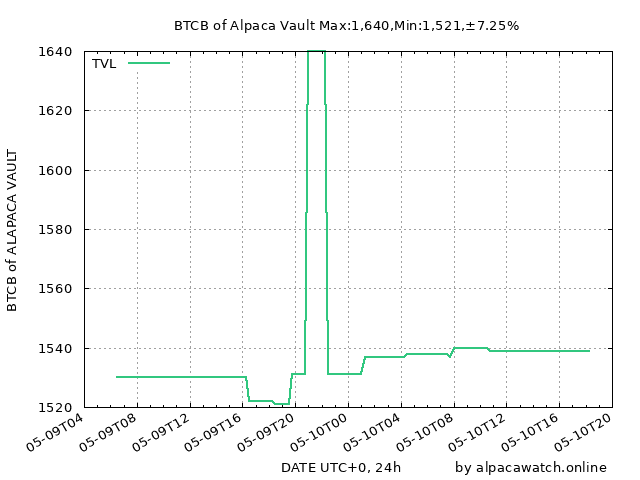 BTCB of Alpaca Vault Max:1,640,Min:1,521,±7.25%
TVL
1640
1620
1600
1580
1560
1540
1520
BTCB of ALAPACA VAULT
05-09T04
05-09T08
05-09T12
05-09T16
05-09T20
05-10T00
05-10T04
05-10T08
05-10T12
05-10T16
05-10T20
DATE UTC+0, 24h
by alpacawatch.online